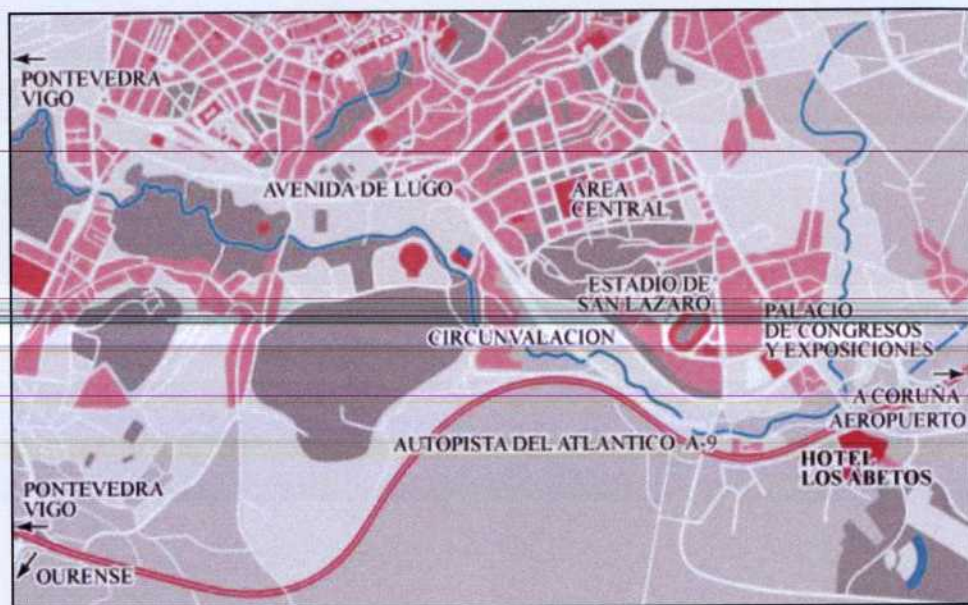 PONTEVEDRA
VIGO
AVENIDA DE LUGO
AREA
CENTRAL
ESTADIO DE
SAN LAZARO
PALACIO
DE CONGRESOS
Y EXPOSICIONES
CIRCUNVALACION
A CORUÑA
AEROPUERTO
AUTOPISTA DEL ATLANTICO A-9
HOTEL
LOS ABETOS
PONTEVEDRA
VIGO
OURENSE